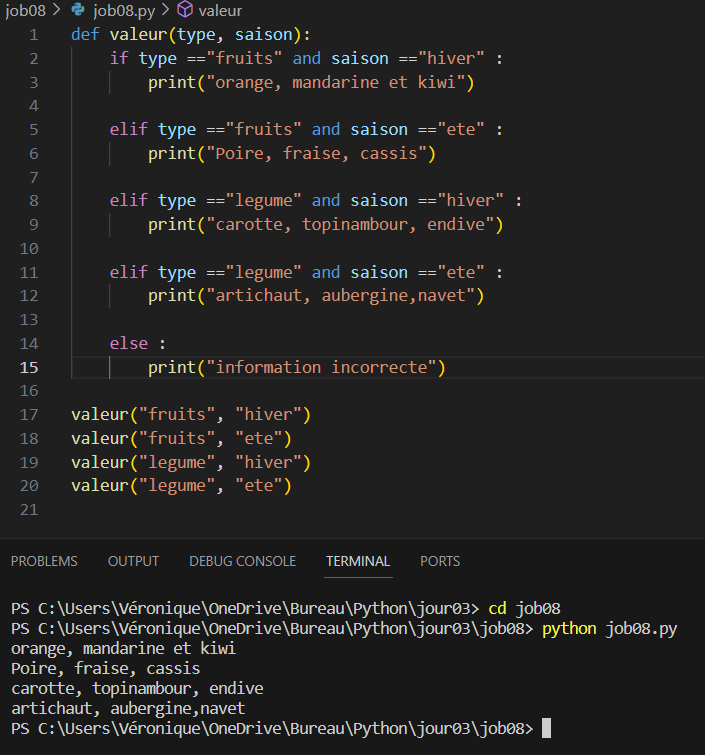 job08 > job08.py > valeur
1 def valeur(type, saison):
2     if type =="fruits" and saison =="hiver" :
3         print("orange, mandarine et kiwi")
4
5     elif type =="fruits" and saison =="ete" :
6         print("Poire, fraise, cassis")
7
8     elif type =="legume" and saison =="hiver" :
9         print("carotte, topinambour, endive")
10
11     elif type =="legume" and saison =="ete" :
12         print("artichaut, aubergine,navet")
13
14     else :
15         print("information incorrecte")
16
17 valeur("fruits", "hiver")
18 valeur("fruits", "ete")
19 valeur("legume", "hiver")
20 valeur("legume", "ete")
21
PROBLEMS OUTPUT DEBUG CONSOLE TERMINAL PORTS
PS C:\Users\Véronique\OneDrive\Bureau\Python\jour03> cd job08
PS C:\Users\Véronique\OneDrive\Bureau\Python\jour03\job08> python job08.py
orange, mandarine et kiwi
Poire, fraise, cassis
carotte, topinambour, endive
artichaut, aubergine,navet
PS C:\Users\Véronique\OneDrive\Bureau\Python\jour03\job08>